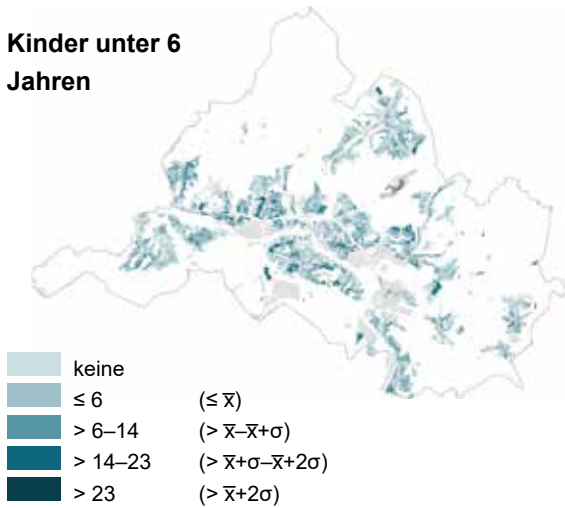 Kinder unter 6
Jahren
keine
≤ 6 (≤ x̅)
> 6–14 (> x̅–x̅+σ)
> 14–23 (> x̅+σ–x̅+2σ)
> 23 (> x̅+2σ)